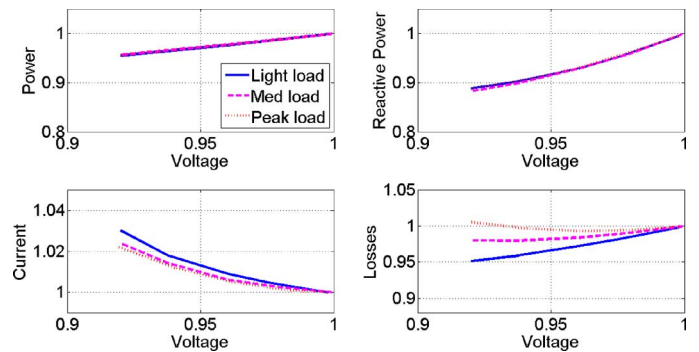 Power
1
0.9
0.8
0.9
0.95
1
Voltage
Light load
Med load
Peak load
Reactive Power
1
0.9
0.8
0.9
0.95
1
Voltage
Current
1.04
1.02
1
0.9
0.95
1
Voltage
Losses
1.05
1
0.95
0.9
0.9
0.95
1
Voltage